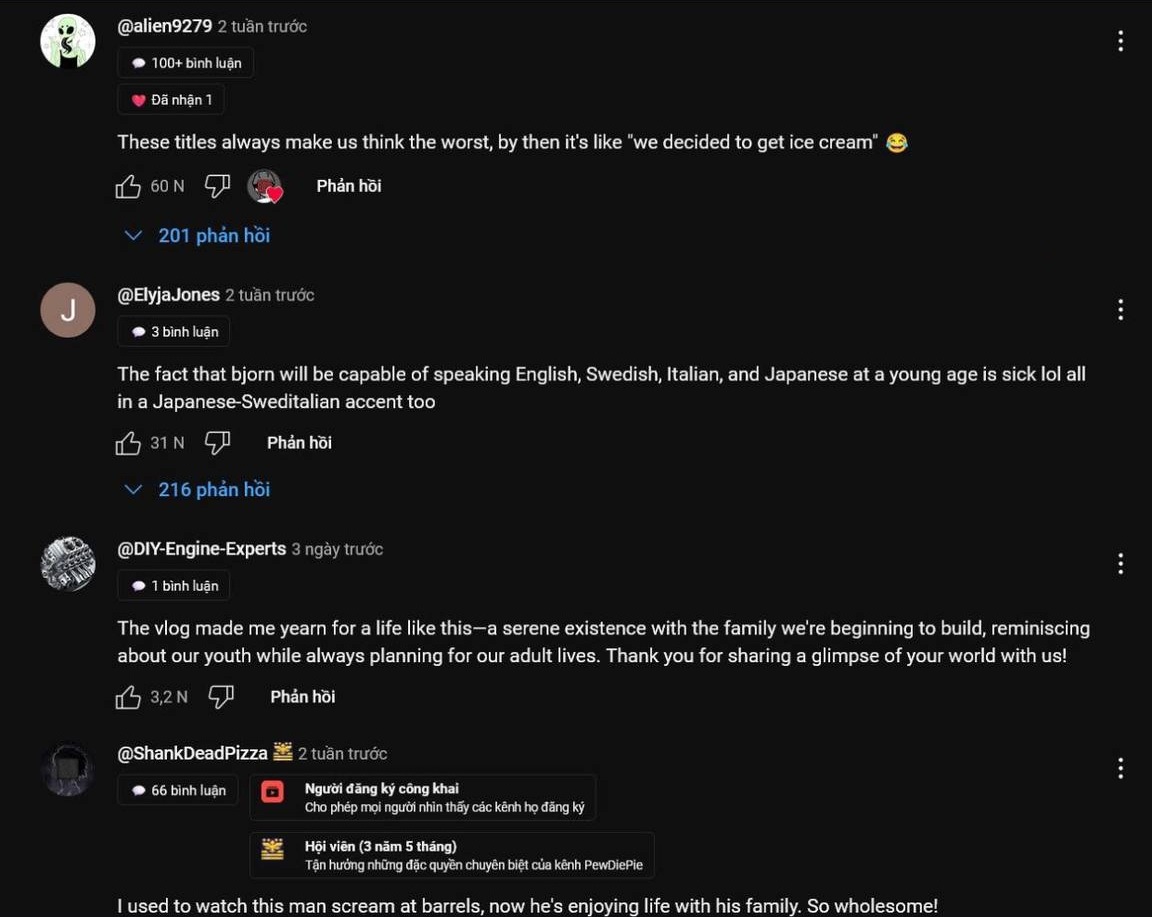 @alien9279 2 tuần trước
100+ bình luận
Đã nhận 1
These titles always make us think the worst, by then it's like "we decided to get ice cream" 😂
60 N Phản hồi
201 phản hồi
J
@ElyjaJones 2 tuần trước
3 bình luận
The fact that bjorn will be capable of speaking English, Swedish, Italian, and Japanese at a young age is sick lol all
in a Japanese-Sweditalian accent too
31 N Phản hồi
216 phản hồi
@DIY-Engine-Experts 3 ngày trước
1 bình luận
The vlog made me yearn for a life like this—a serene existence with the family we're beginning to build, reminiscing
about our youth while always planning for our adult lives. Thank you for sharing a glimpse of your world with us!
3,2 N Phản hồi
@ShankDeadPizza 2 tuần trước
66 bình luận
Người đăng ký công khai
Cho phép mọi người nhìn thấy các kênh họ đăng ký
Hội viên (3 năm 5 tháng)
Tận hưởng những đặc quyền chuyên biệt của kênh PewDiePie
I used to watch this man scream at barrels, now he's enjoying life with his family. So wholesome!